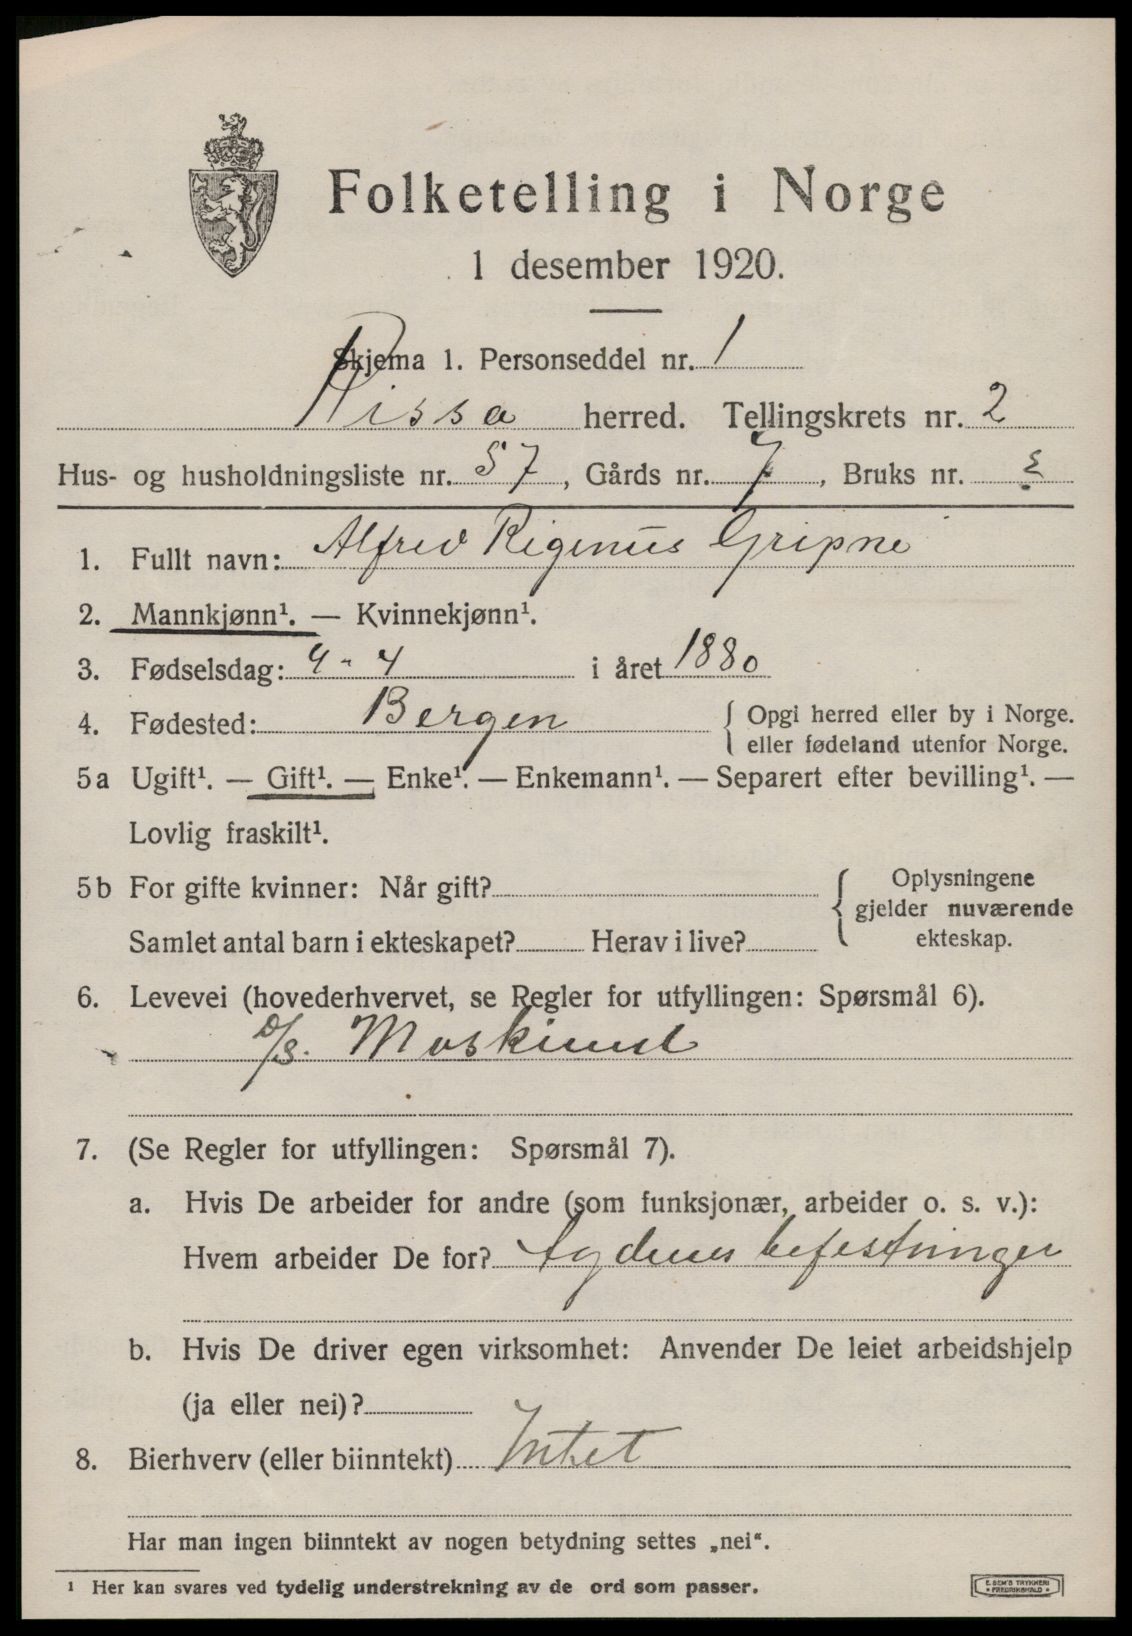 Folketelling i Norge
1 desember 1920.
Skjema 1. Personseddel nr. 1
Rissa herred. Tellingskrets nr. 2
Hus- og husholdningsliste nr. 57, Gårds nr. 7, Bruks nr.
1. Fullt navn: Alfred Rigenius Gripne
2. Mannkjønn¹. — Kvinnekjønn¹.
3. Fødselsdag: 4-4 i året 1880
4. Fødested: Bergen { Opgi herred eller by i Norge.
eller fødeland utenfor Norge.
5a Ugift¹. — Gift¹. — Enke¹. — Enkemann¹. — Separert efter bevilling¹. —
Lovlig fraskilt¹.
5b For gifte kvinner: Når gift? { Oplysningene
gjelder nuværende
Samlet antal barn i ekteskapet? Herav i live? ekteskap.
6. Levevei (hovederhvervet, se Regler for utfyllingen: Spørsmål 6).
D/S. Maskinist
7. (Se Regler for utfyllingen: Spørsmål 7).
a. Hvis De arbeider for andre (som funksjonær, arbeider o. s. v.):
Hvem arbeider De for? Agdenes befestninger
b. Hvis De driver egen virksomhet: Anvender De leiet arbeidshjelp
(ja eller nei)?
8. Bierhverv (eller biinntekt) Intet
Har man ingen biinntekt av nogen betydning settes „nei“.
¹ Her kan svares ved tydelig understrekning av de ord som passer.
E. SEM'S TRYKKERI
• FREDRIKSHALD •